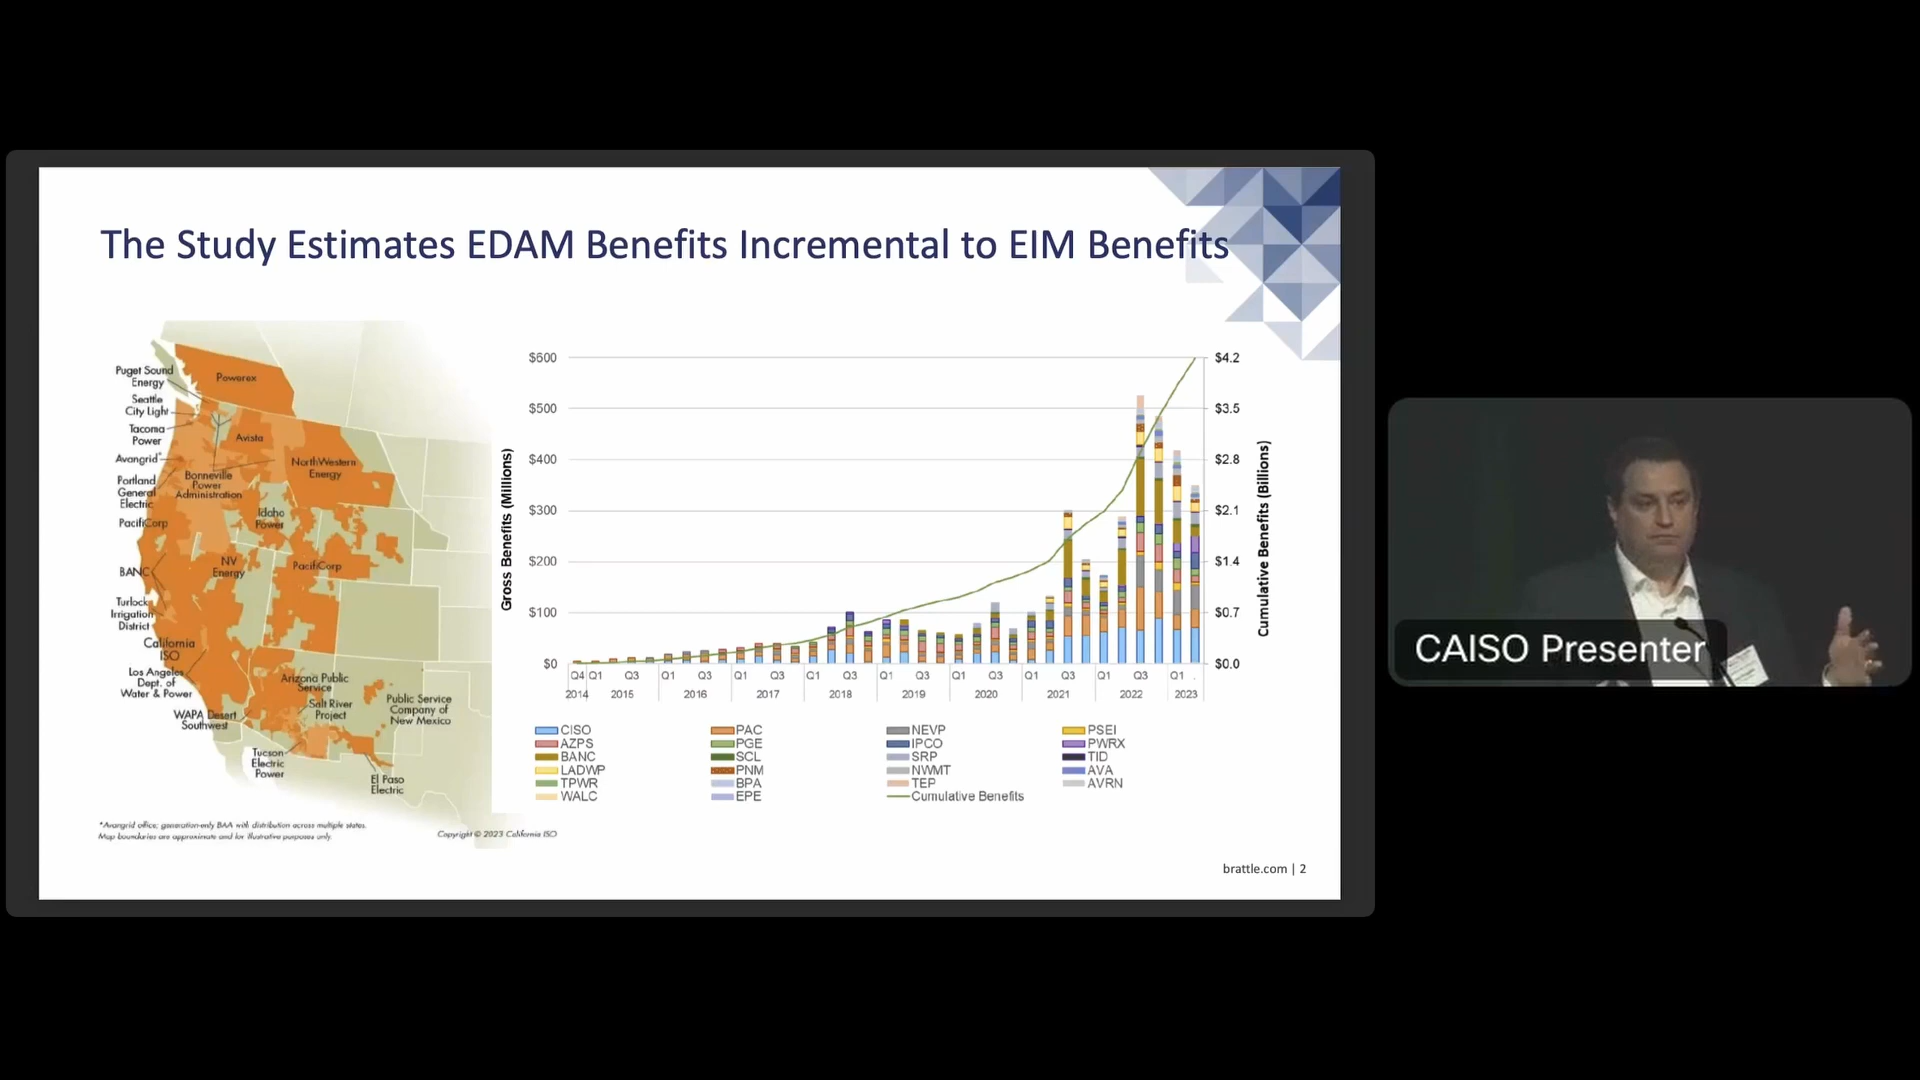 The Study Estimates EDAM Benefits Incremental to EIM Benefits
Puget Sound
Energy
Seattle
City Light
Tacoma
Power
Avangrid*
Portland
General
Electric
PacifiCorp
BANC
Turlock
Irrigation
District
California
ISO
Los Angeles
Dept. of
Water & Power
WAPA Desert
Southwest
Tucson
Electric
Power
Powerex
Avista
Bonneville
Power
Administration
NorthWestern
Energy
Idaho
Power
NV
Energy
PacifiCorp
Arizona Public
Service
Salt River
Project
Public Service
Company of
New Mexico
El Paso
Electric
*Avangrid office; generation-only BAA with distribution across multiple states.
Map boundaries are approximate and for illustrative purposes only.
Copyright © 2023 California ISO
Gross Benefits (Millions)
$600
$500
$400
$300
$200
$100
$0
$4.2
$3.5
$2.8
$2.1
$1.4
$0.7
$0.0
Cumulative Benefits (Billions)
Q4 Q1 Q3 Q1 Q3 Q1 Q3 Q1 Q3 Q1 Q3 Q1 Q3 Q1 Q3 Q1 Q3 Q1 .
2014 2015 2016 2017 2018 2019 2020 2021 2022 2023
CISO PAC NEVP PSEI
AZPS PGE IPCO PWRX
BANC SCL SRP TID
LADWP PNM NWMT AVA
TPWR BPA TEP AVRN
WALC EPE Cumulative Benefits
brattle.com | 2
CAISO Presenter